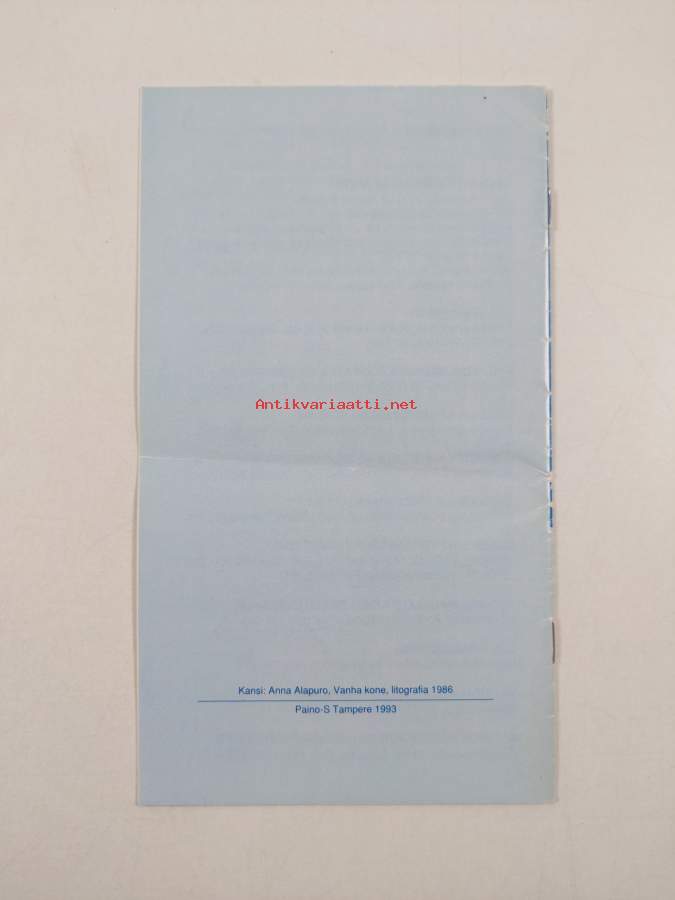 Antikvariaatti.net
Kansi: Anna Alapuro, Vanha kone, litografia 1986
Paino-S Tampere 1993